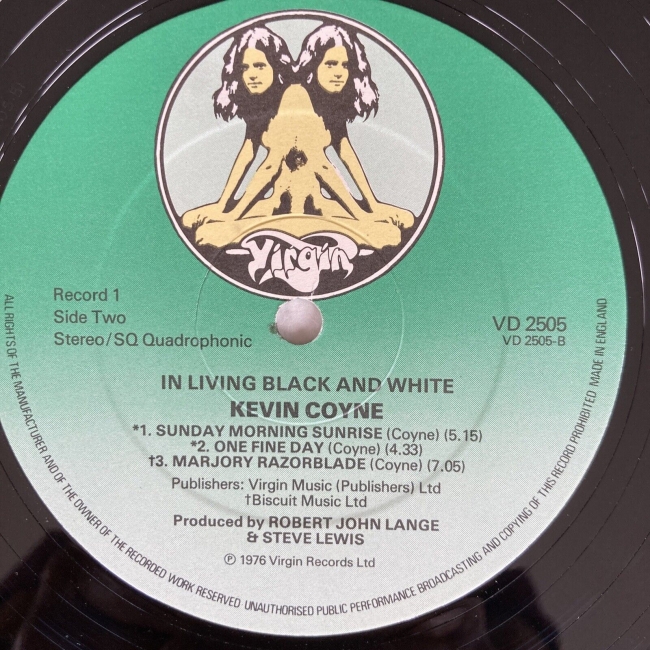 Virgin
Record 1
Side Two
Stereo/SQ Quadrophonic
VD 2505
VD 2505-B
IN LIVING BLACK AND WHITE
KEVIN COYNE
*1. SUNDAY MORNING SUNRISE (Coyne) (5.15)
*2. ONE FINE DAY (Coyne) (4.33)
†3. MARJORY RAZORBLADE (Coyne) (7.05)
Publishers: Virgin Music (Publishers) Ltd
†Biscuit Music Ltd
Produced by ROBERT JOHN LANGE
& STEVE LEWIS
℗ 1976 Virgin Records Ltd
ALL RIGHTS OF THE MANUFACTURER AND OF THE OWNER OF THE RECORDED WORK RESERVED UNAUTHORISED PUBLIC PERFORMANCE BROADCASTING AND COPYING OF THIS RECORD PROHIBITED MADE IN ENGLAND